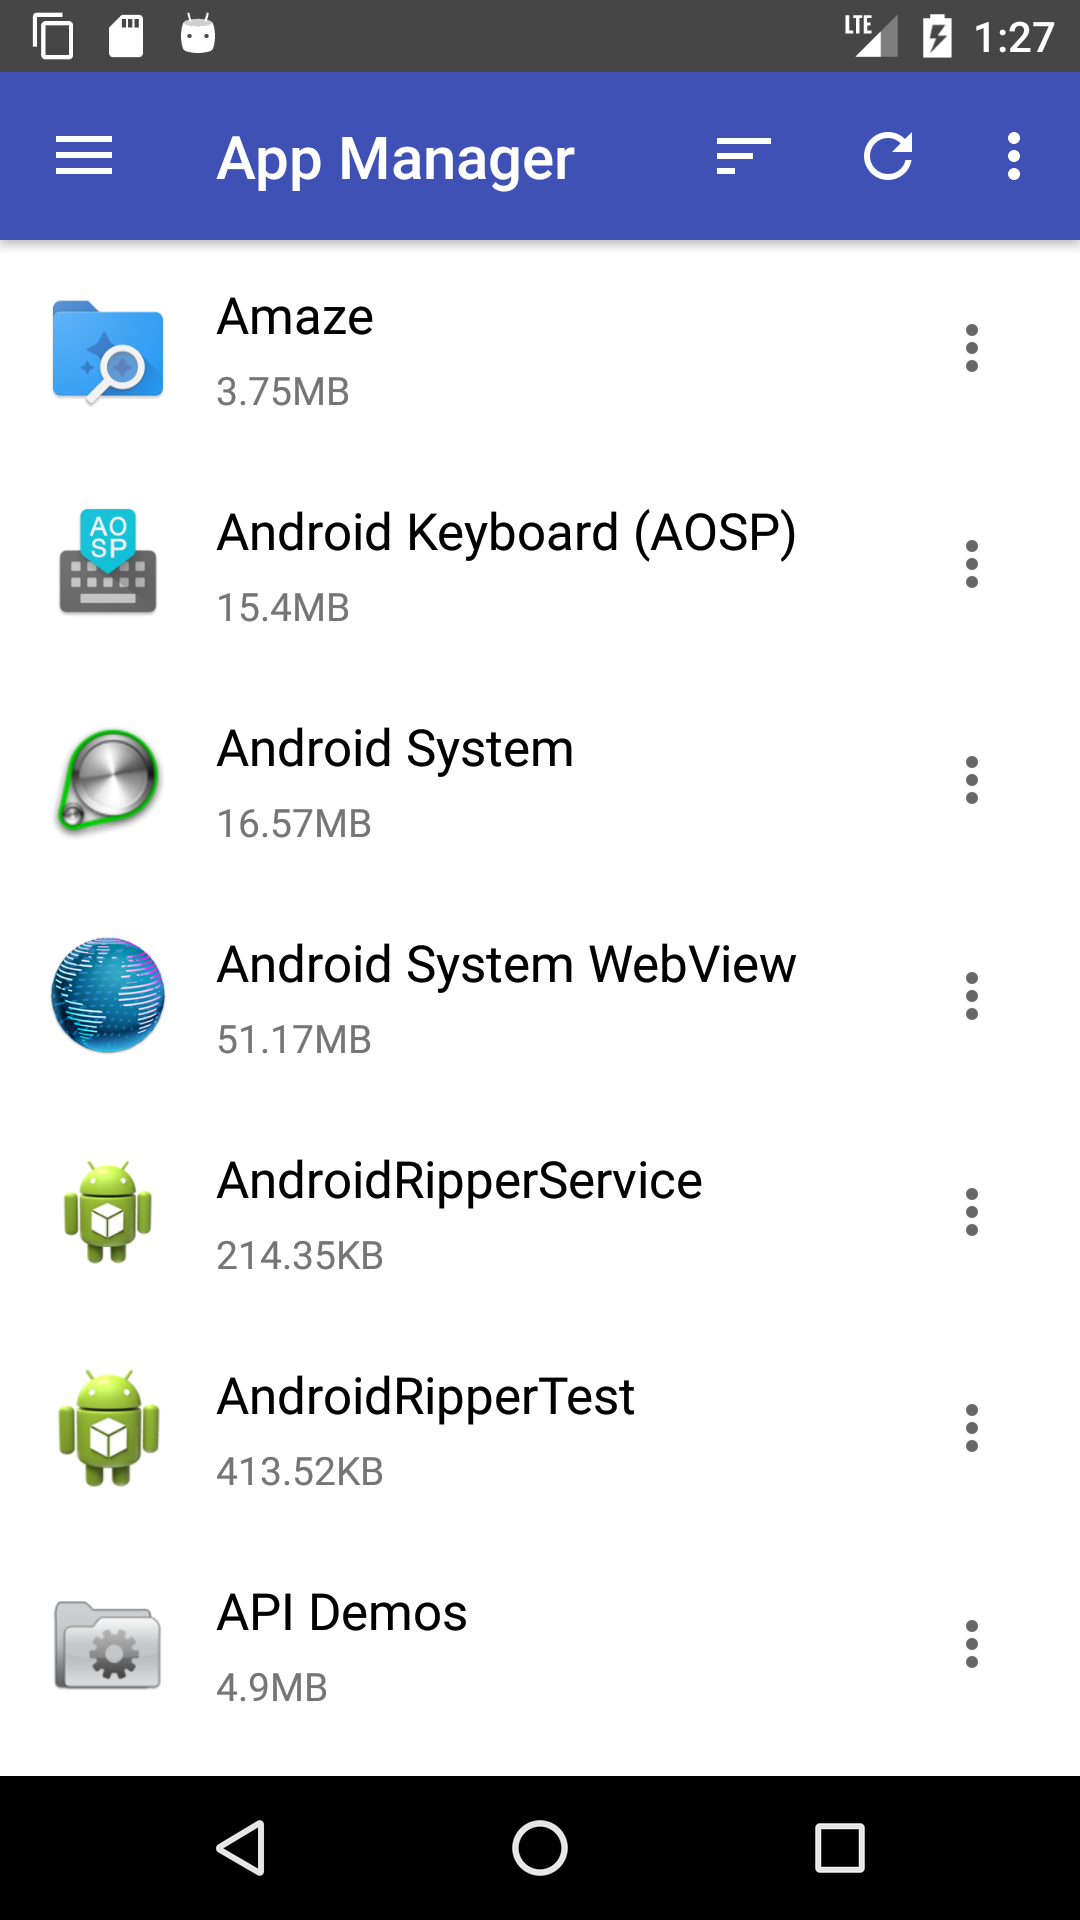 LTE 1:27
App Manager
Amaze
3.75MB
AO
SP
Android Keyboard (AOSP)
15.4MB
Android System
16.57MB
Android System WebView
51.17MB
AndroidRipperService
214.35KB
AndroidRipperTest
413.52KB
API Demos
4.9MB